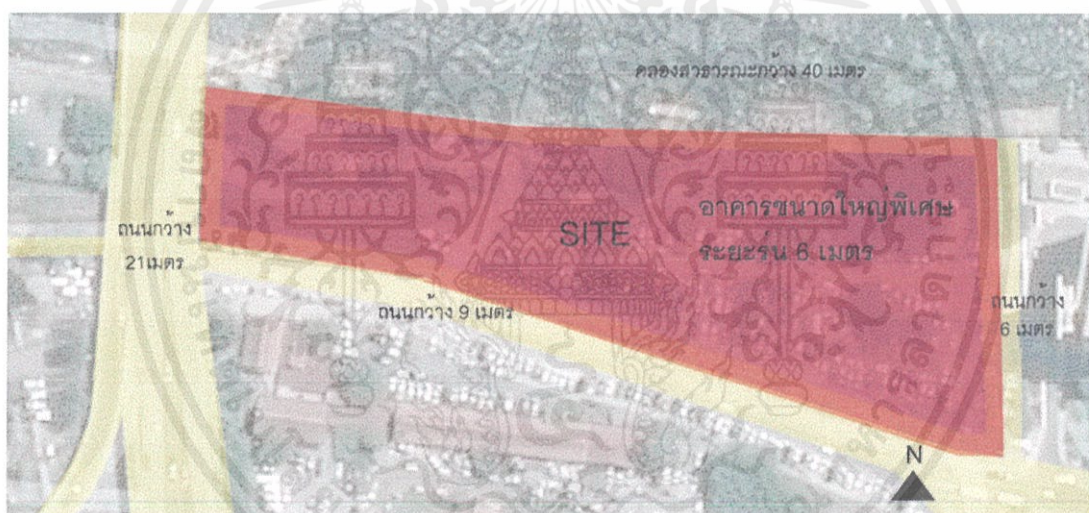 คลองสาธารณะกว้าง 40 เมตร
ถนนกว้าง
21เมตร
SITE
อาคารขนาดใหญ่พิเศษ
ระยะร่น 6 เมตร
ถนนกว้าง 9 เมตร
ถนนกว้าง
6 เมตร
N